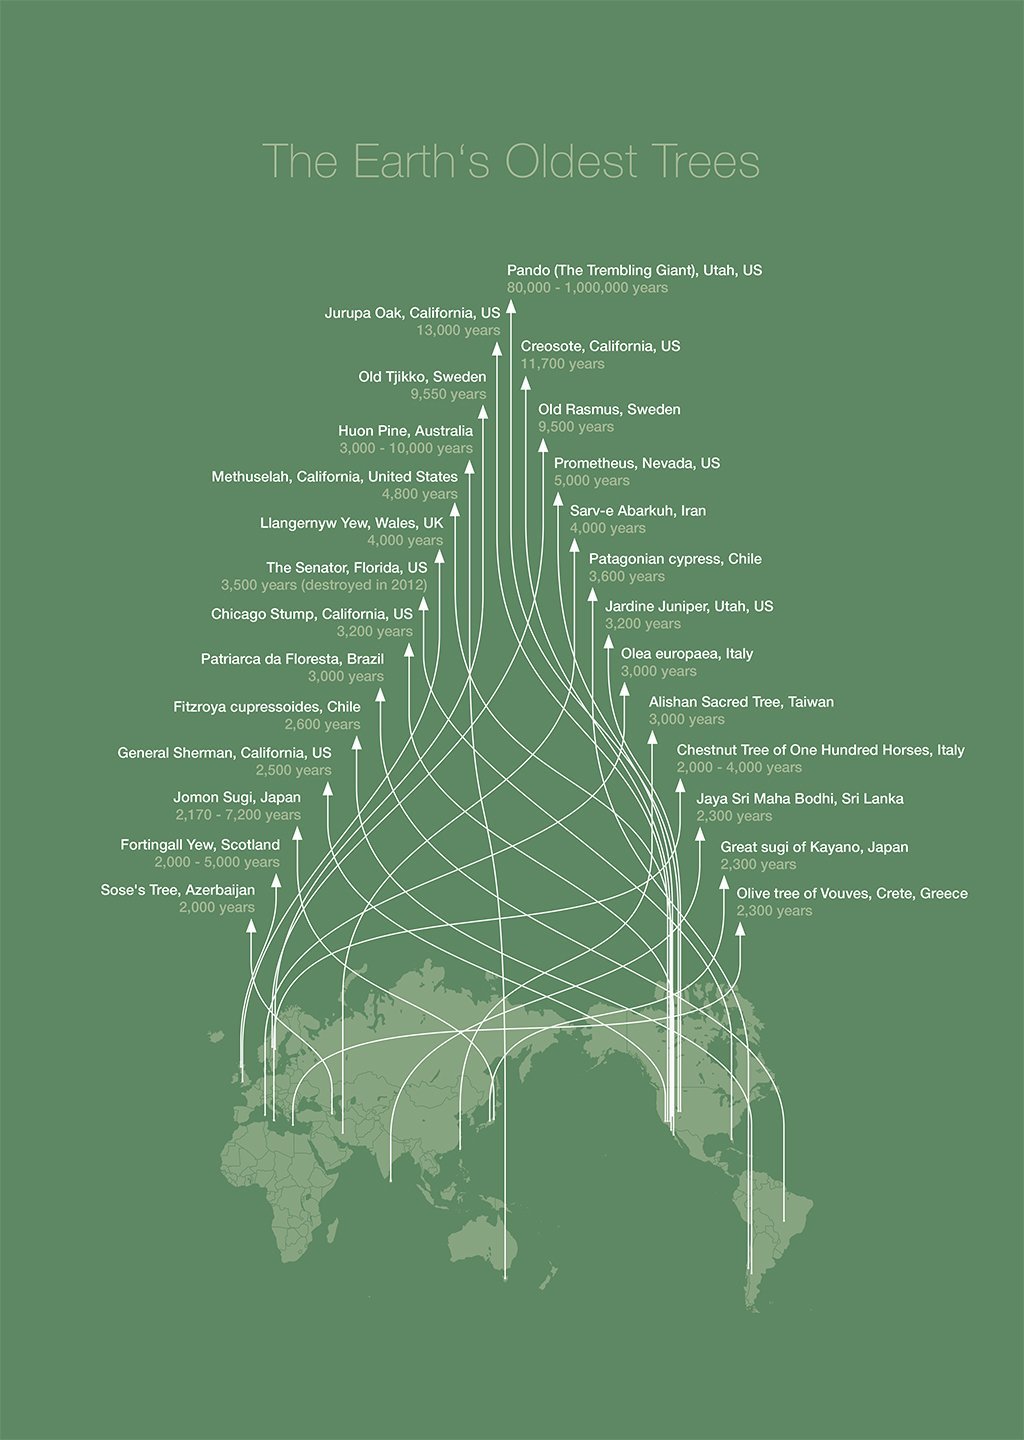 The Earth‘s Oldest Trees
Pando (The Trembling Giant), Utah, US
80,000 - 1,000,000 years
Jurupa Oak, California, US
13,000 years
Creosote, California, US
11,700 years
Old Tjikko, Sweden
9,550 years
Old Rasmus, Sweden
9,500 years
Huon Pine, Australia
3,000 - 10,000 years
Prometheus, Nevada, US
5,000 years
Methuselah, California, United States
4,800 years
Sarv-e Abarkuh, Iran
4,000 years
Llangernyw Yew, Wales, UK
4,000 years
Patagonian cypress, Chile
3,600 years
The Senator, Florida, US
3,500 years (destroyed in 2012)
Jardine Juniper, Utah, US
3,200 years
Chicago Stump, California, US
3,200 years
Olea europaea, Italy
3,000 years
Patriarca da Floresta, Brazil
3,000 years
Alishan Sacred Tree, Taiwan
3,000 years
Fitzroya cupressoides, Chile
2,600 years
Chestnut Tree of One Hundred Horses, Italy
2,000 - 4,000 years
General Sherman, California, US
2,500 years
Jaya Sri Maha Bodhi, Sri Lanka
2,300 years
Jomon Sugi, Japan
2,170 - 7,200 years
Great sugi of Kayano, Japan
2,300 years
Fortingall Yew, Scotland
2,000 - 5,000 years
Olive tree of Vouves, Crete, Greece
2,300 years
Sose's Tree, Azerbaijan
2,000 years